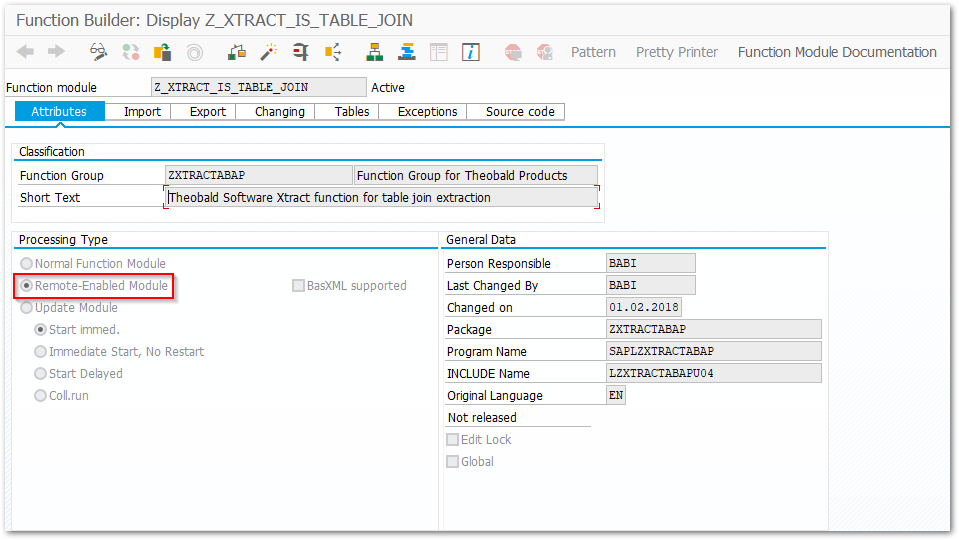 Function Builder: Display Z_XTRACT_IS_TABLE_JOIN
Pattern Pretty Printer Function Module Documentation
Function module Z_XTRACT_IS_TABLE_JOIN Active
Attributes Import Export Changing Tables Exceptions Source code
Classification
Function Group ZXTRACTABAP Function Group for Theobald Products
Short Text Theobald Software Xtract function for table join extraction
Processing Type
Normal Function Module
Remote-Enabled Module BasXML supported
Update Module
Start immed.
Immediate Start, No Restart
Start Delayed
Coll.run
General Data
Person Responsible BABI
Last Changed By BABI
Changed on 01.02.2018
Package ZXTRACTABAP
Program Name SAPLZXTRACTABAP
INCLUDE Name LZXTRACTABAPU04
Original Language EN
Not released
Edit Lock
Global